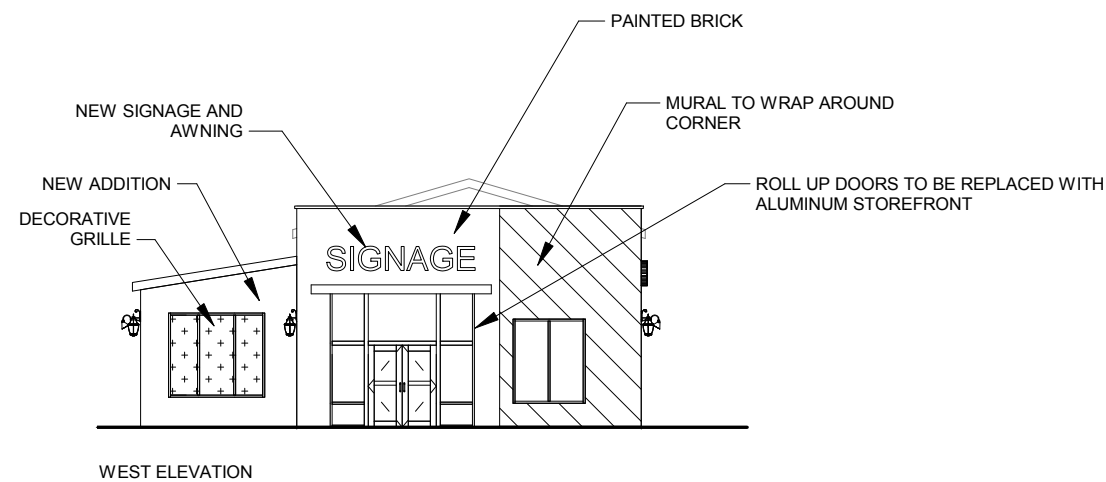 PAINTED BRICK
NEW SIGNAGE AND
AWNING
MURAL TO WRAP AROUND
CORNER
NEW ADDITION
ROLL UP DOORS TO BE REPLACED WITH
ALUMINUM STOREFRONT
DECORATIVE
GRILLE
SIGNAGE
WEST ELEVATION